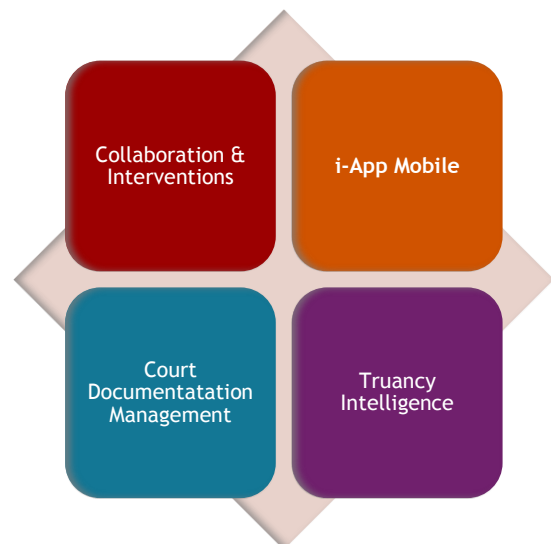 Collaboration &
Interventions
i-App Mobile
Court
Documentatation
Management
Truancy
Intelligence